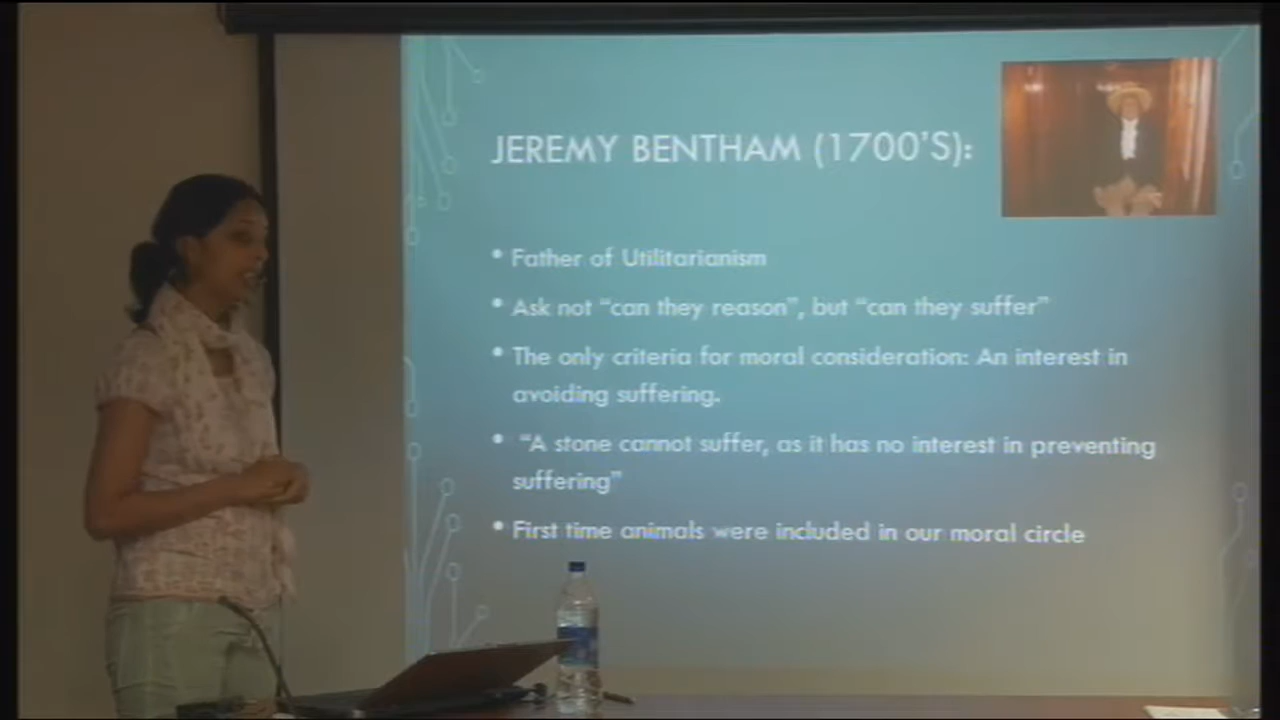 JEREMY BENTHAM (1700'S):
• Father of Utilitarianism
• Ask not “can they reason”, but “can they suffer”
• The only criteria for moral consideration: An interest in
avoiding suffering.
• “A stone cannot suffer, as it has no interest in preventing
suffering”
• First time animals were included in our moral circle